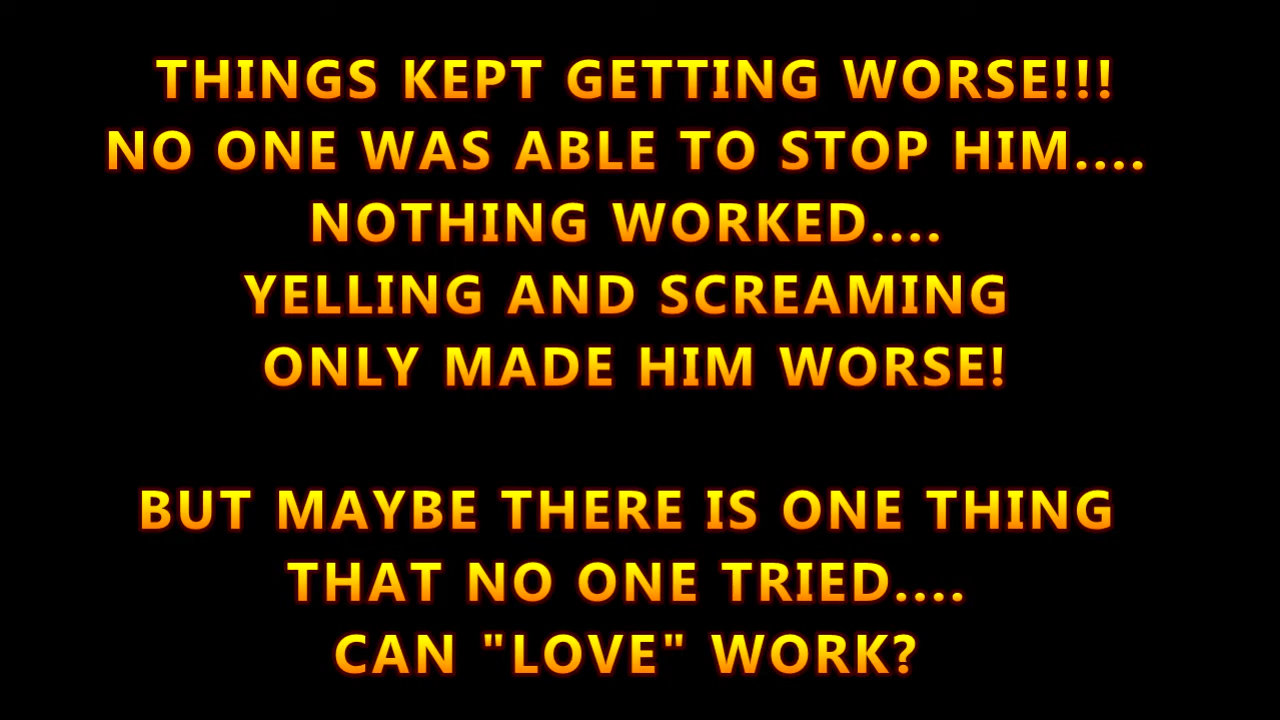 THINGS KEPT GETTING WORSE!!!
NO ONE WAS ABLE TO STOP HIM....
NOTHING WORKED....
YELLING AND SCREAMING
ONLY MADE HIM WORSE!
BUT MAYBE THERE IS ONE THING
THAT NO ONE TRIED....
CAN "LOVE" WORK?